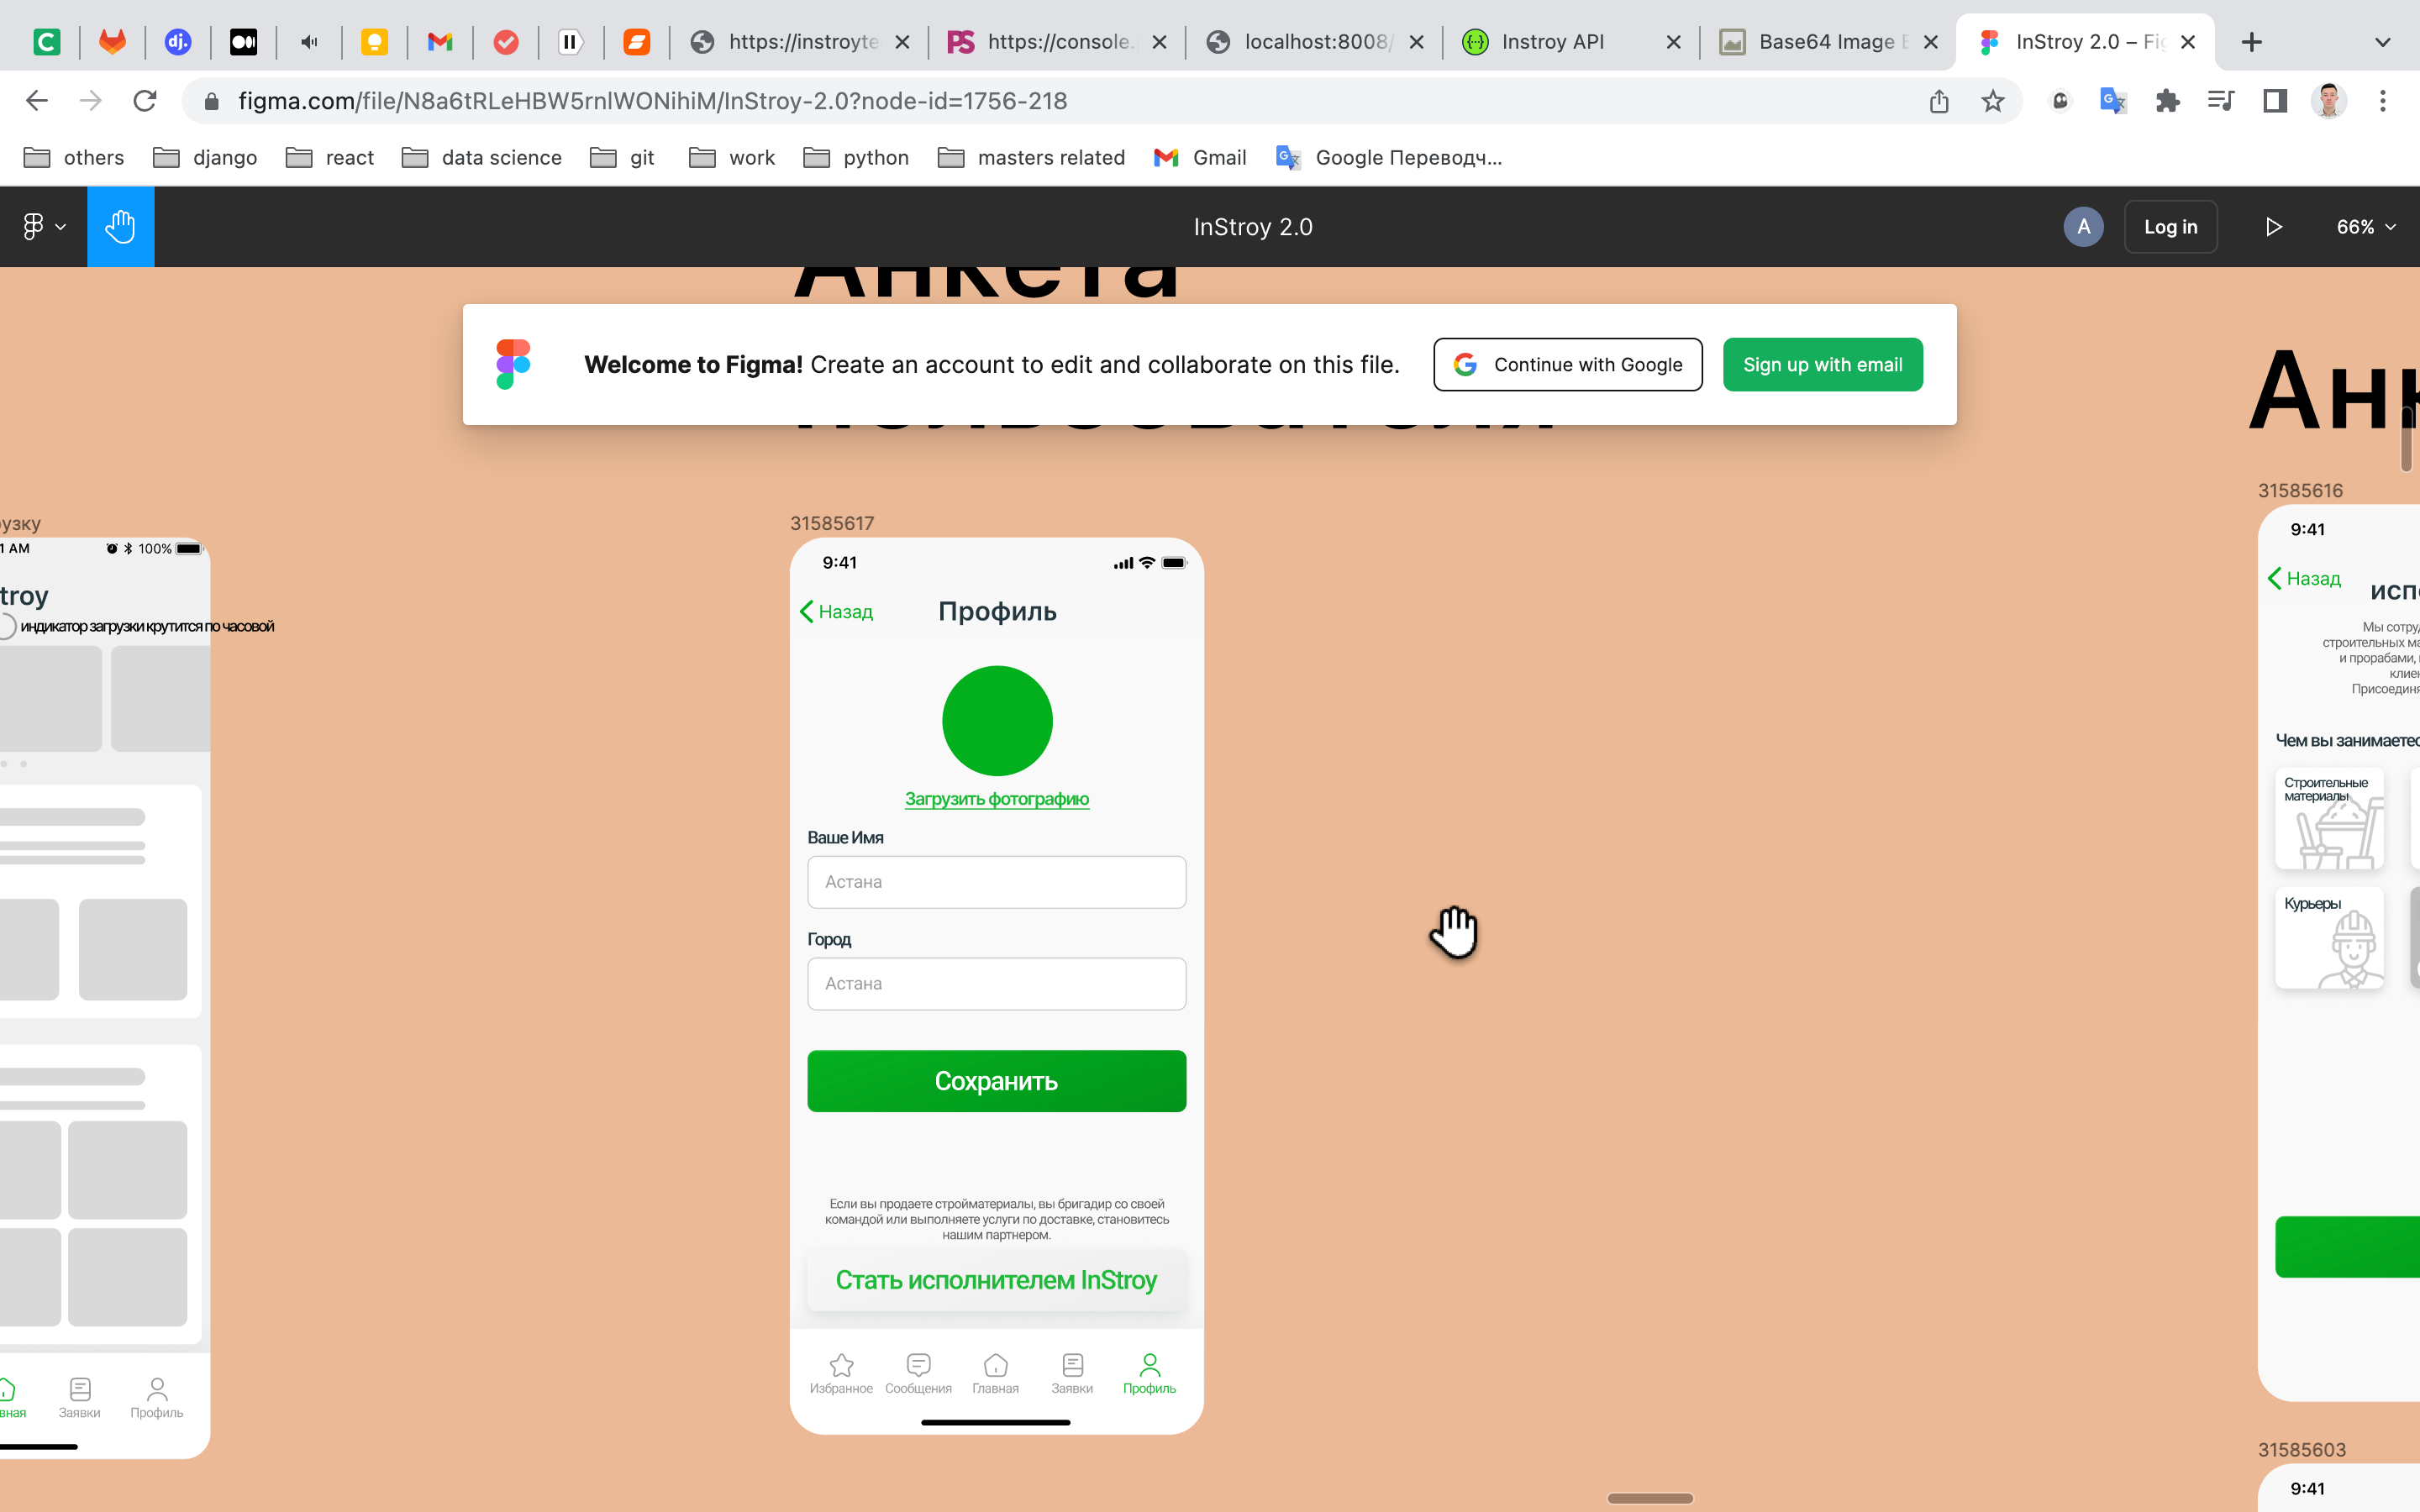 https://instroyte
https://console.
localhost:8008/
Instroy API
Base64 Image E
InStroy 2.0 – Fig
figma.com/file/N8a6tRLeHBW5rnlWONihiM/InStroy-2.0?node-id=1756-218
others
django
react
data science
git
work
python
masters related
Gmail
Google Переводч...
InStroy 2.0
A
Log in
66%
Анкета
Welcome to Figma! Create an account to edit and collaborate on this file.
Continue with Google
Sign up with email
Анк
узку
1 AM
100%
troy
индикатор загрузки крутится по часовой
вная
Заявки
Профиль
31585617
9:41
Назад
Профиль
Загрузить фотографию
Ваше Имя
Астана
Город
Астана
Сохранить
Если вы продаете стройматериалы, вы бригадир со своей
командой или выполняете услуги по доставке, становитесь
нашим партнером.
Стать исполнителем InStroy
Избранное
Сообщения
Главная
Заявки
Профиль
31585616
9:41
Назад
исп
Мы сотруд
строительных ма
и прорабами,
клиен
Присоединя
Чем вы занимаетес
Строительные
материалы
Курьеры
31585603
9:41